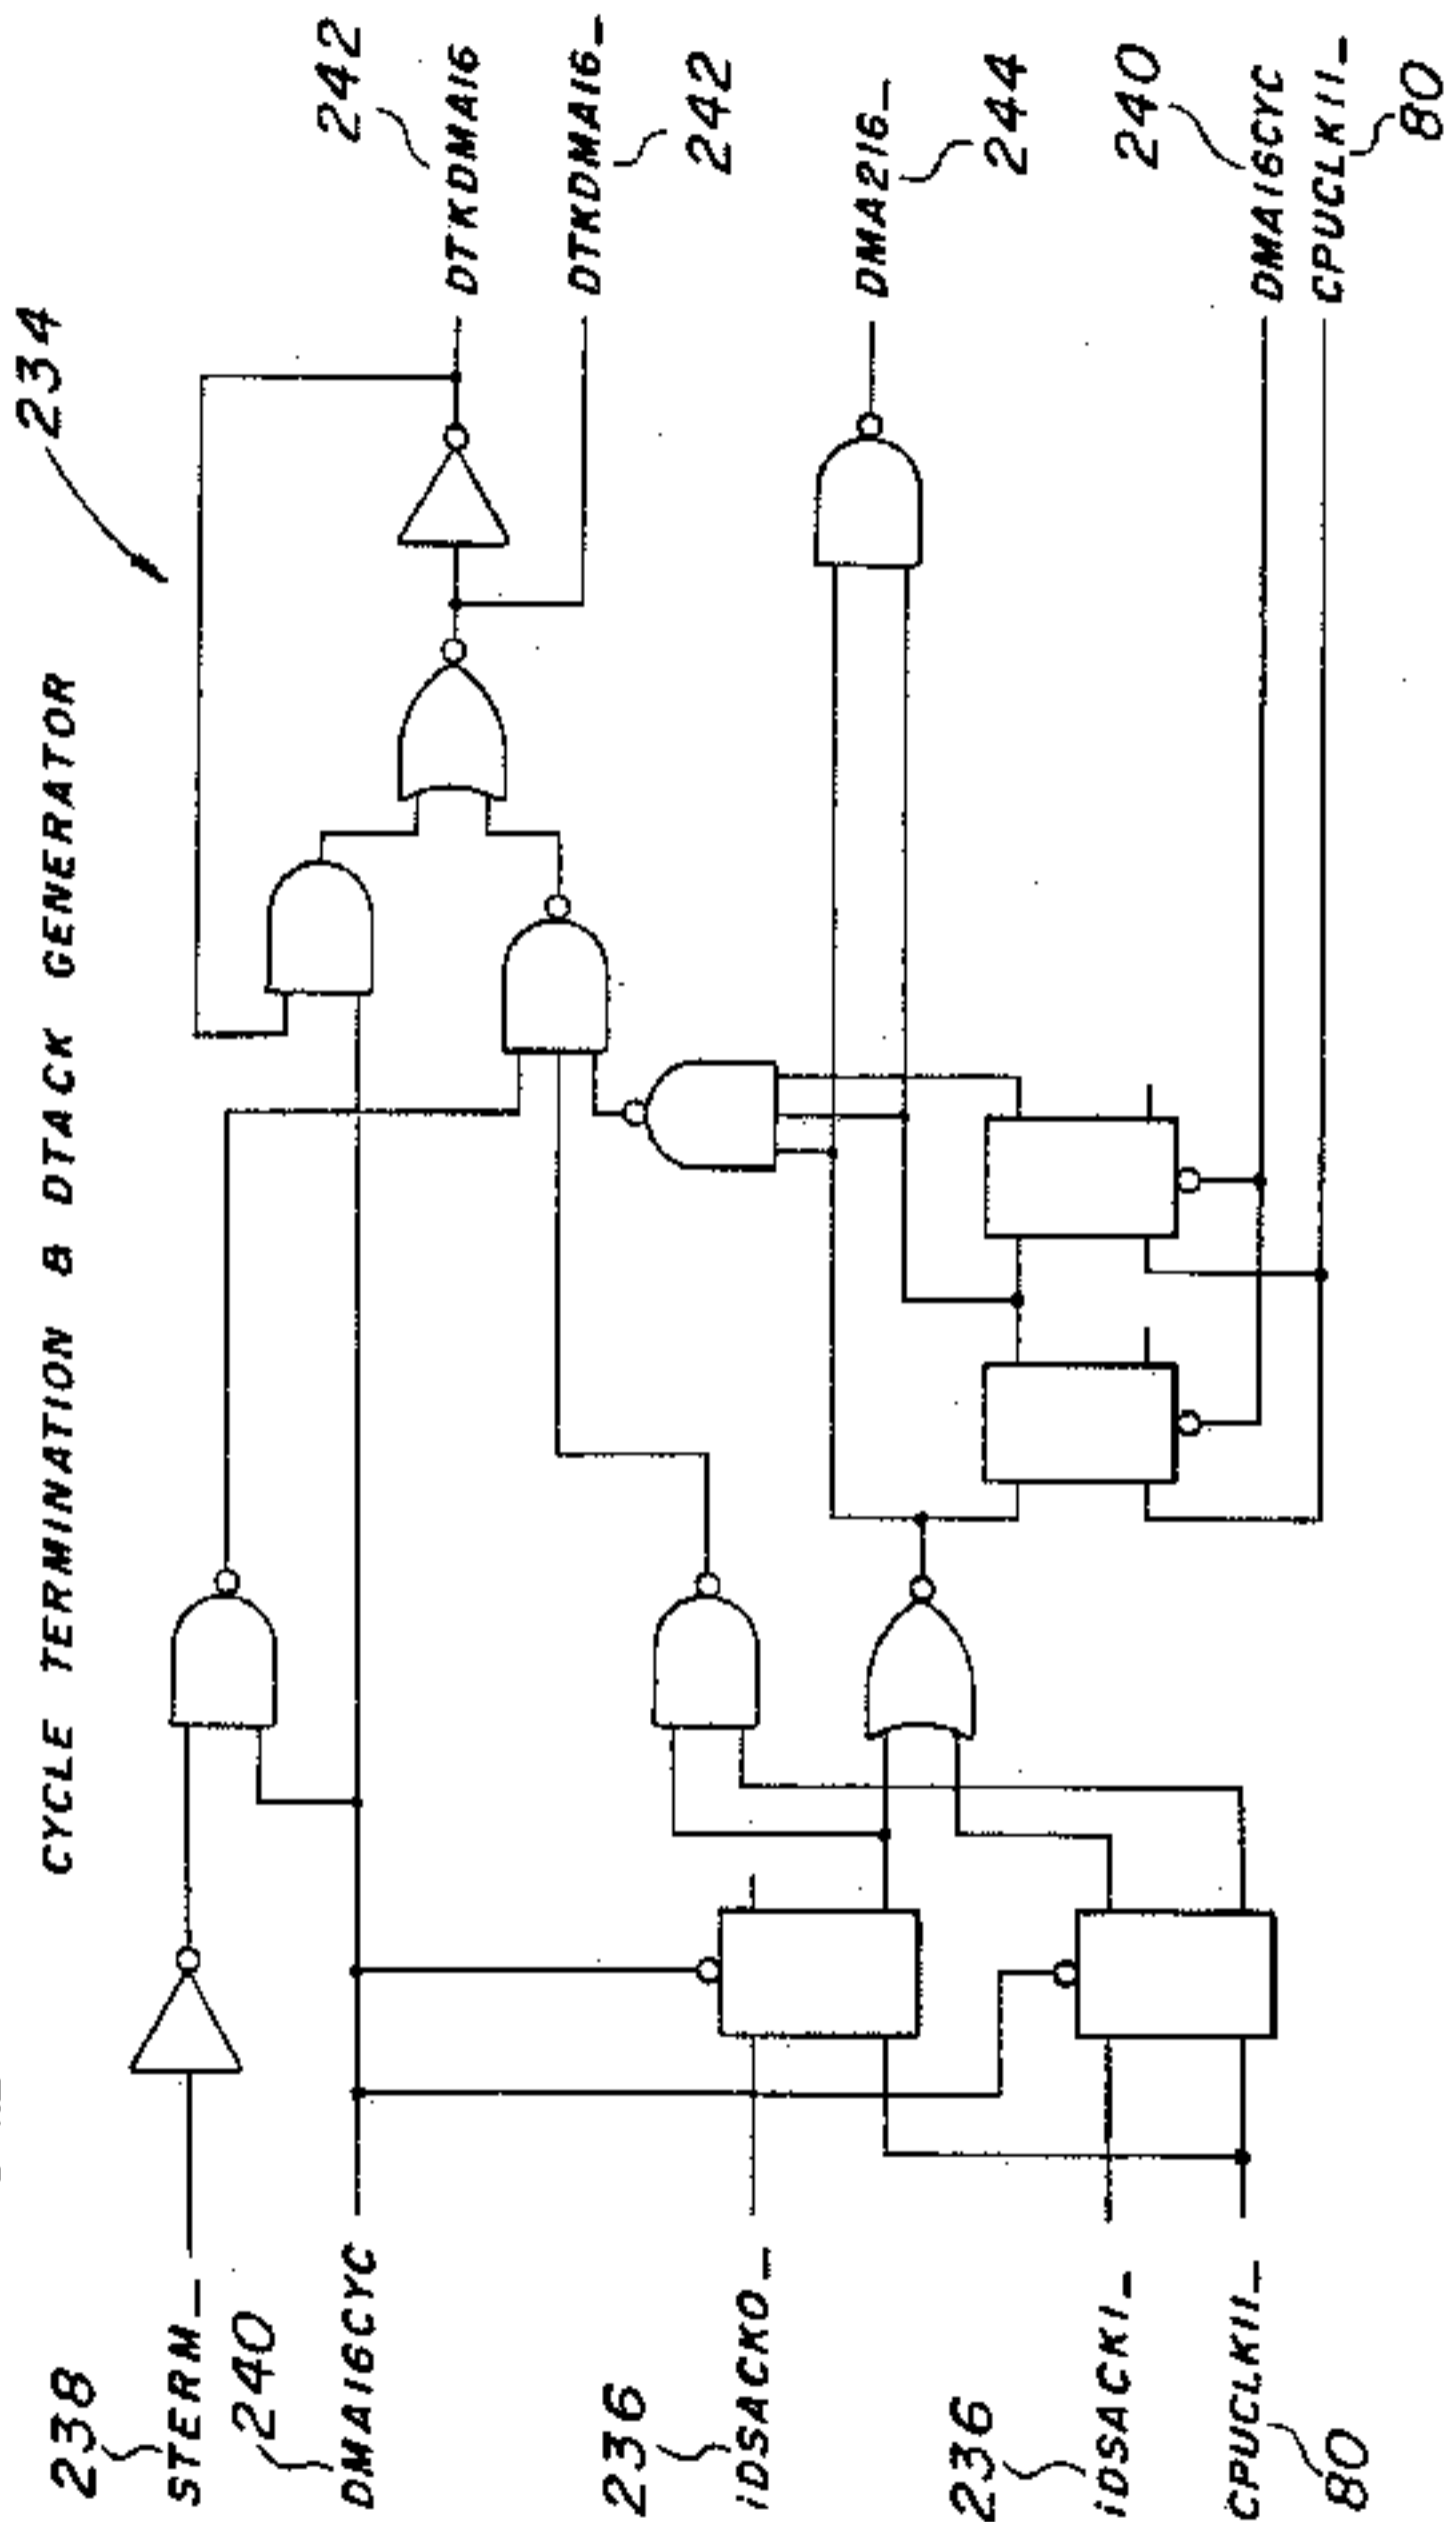 CYCLE TERMINATION & DTACK GENERATOR
234
238
STERM_
240
DMA16CYC
236
iDSACK0_
236
iDSACK1_
CPUCLK11_
80
242
DTKDMA16
DTKDMA16_
242
DMA216_
244
240
DMA16CYC
CPUCLK11_
80